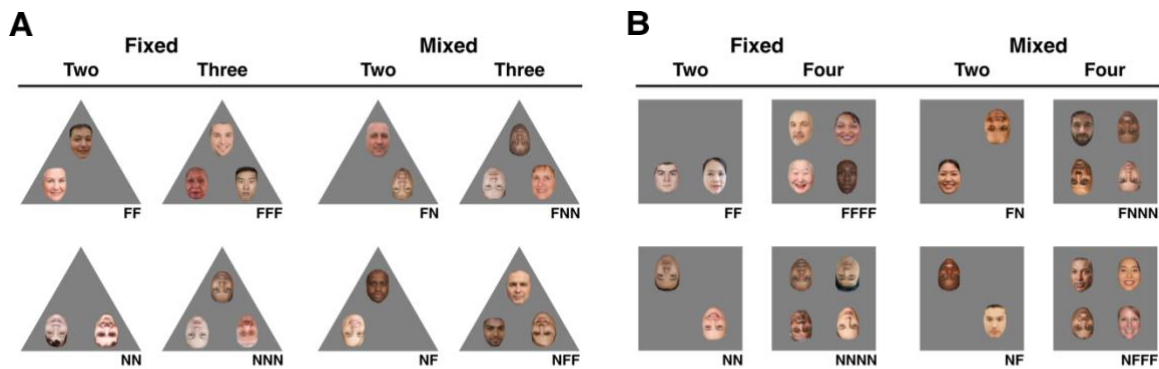 A
Fixed Mixed
Two Three Two Three
FF FFF FN FNN
NN NNN NF NFF
B
Fixed Mixed
Two Four Two Four
FF FFFF FN FNNN
NN NNNN NF NFFF